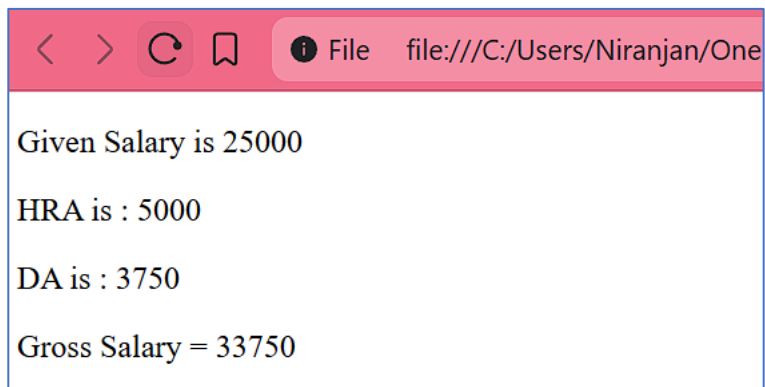 File file:///C:/Users/Niranjan/One
Given Salary is 25000
HRA is : 5000
DA is : 3750
Gross Salary = 33750